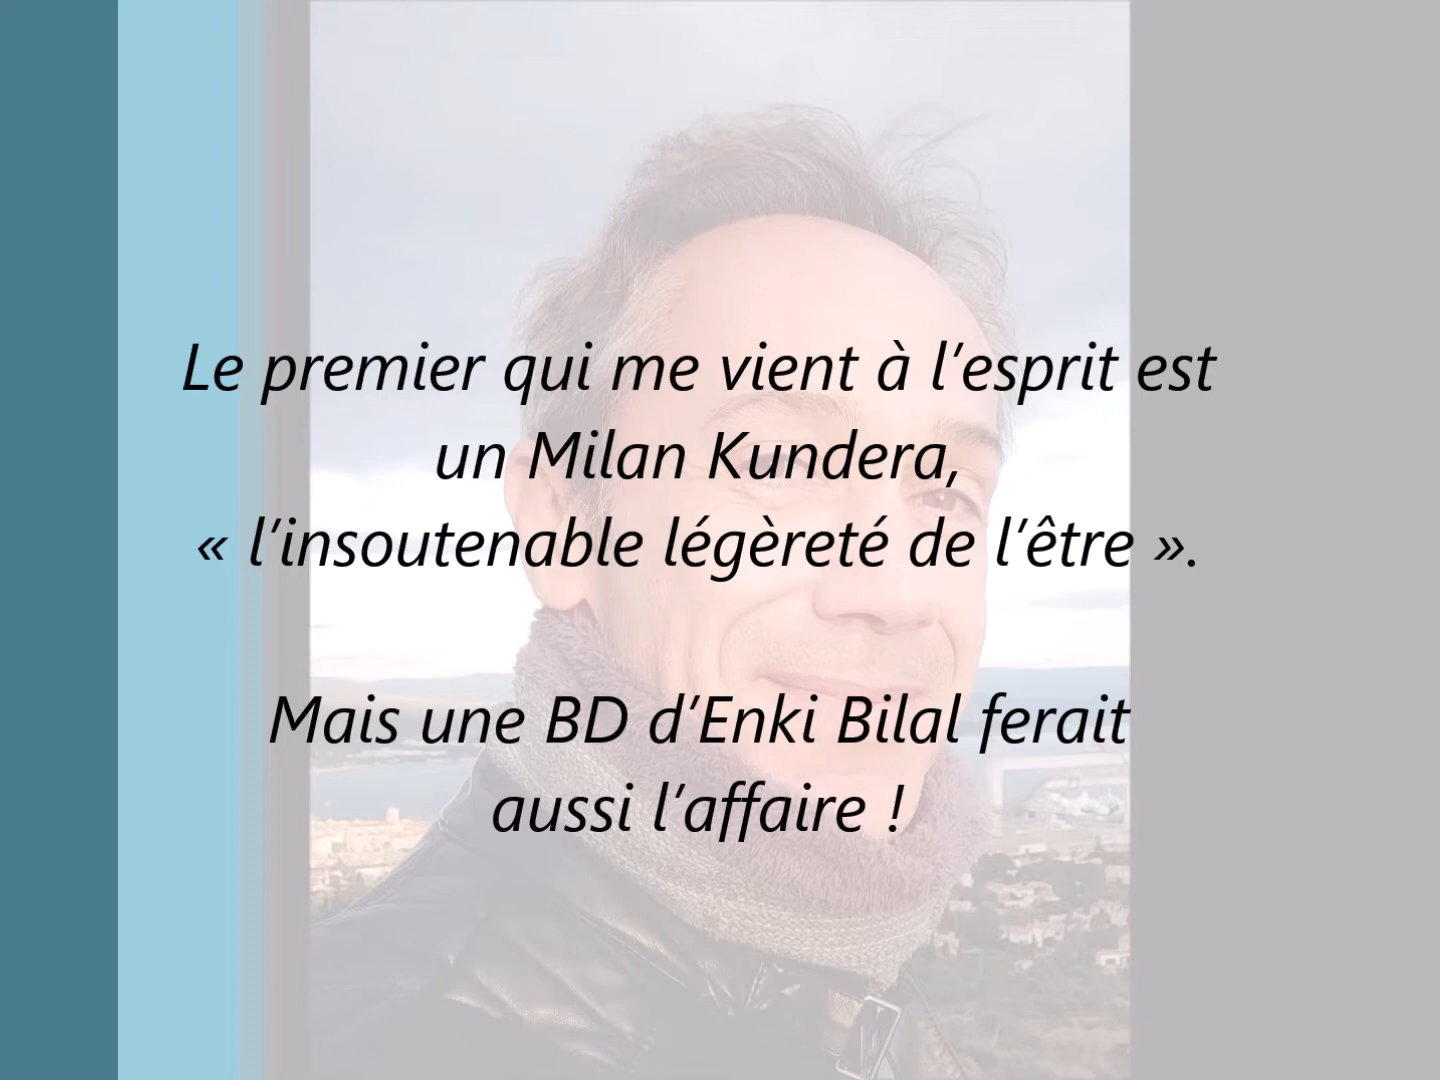 Le premier qui me vient à l'esprit est
un Milan Kundera,
« l'insoutenable légèreté de l'être ».
Mais une BD d'Enki Bilal ferait
aussi l'affaire !